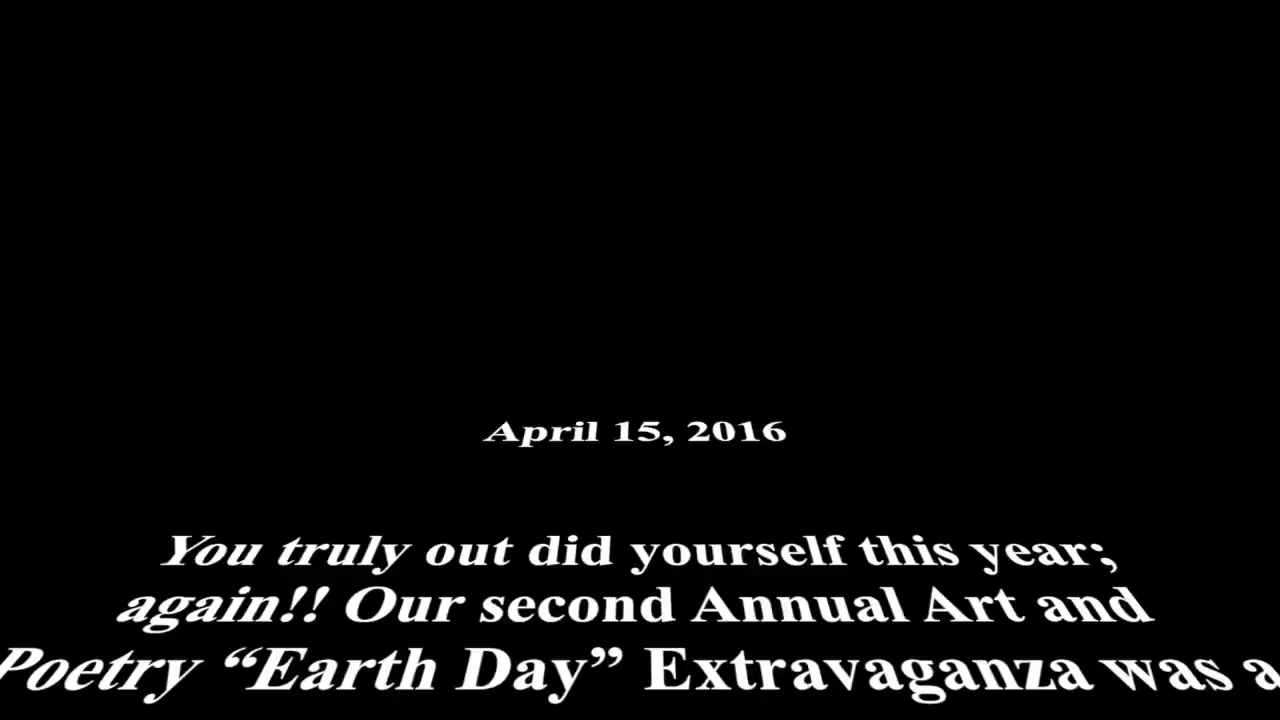 April 15, 2016
You truly out did yourself this year;
again!! Our second Annual Art and
Poetry “Earth Day” Extravaganza was a